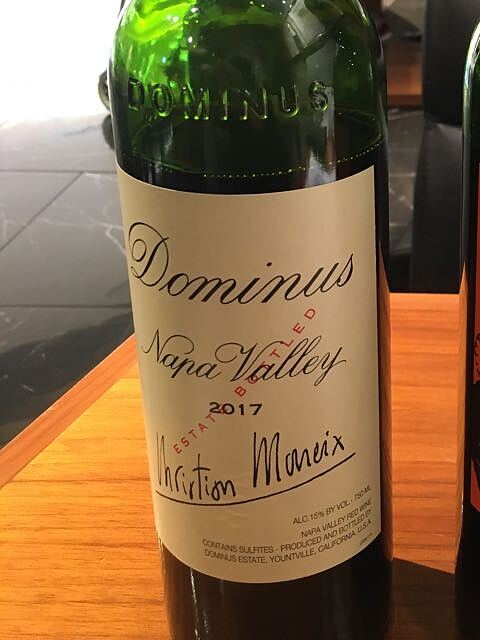 DOMINUS
Dominus
Napa Valley
ESTATE BOTTLED
2017
Christian Moueix
ALC. 15% BY VOL · 750 ML
NAPA VALLEY RED WINE
CONTAINS SULFITES - PRODUCED AND BOTTLED BY
DOMINUS ESTATE, YOUNTVILLE, CALIFORNIA, U.S.A